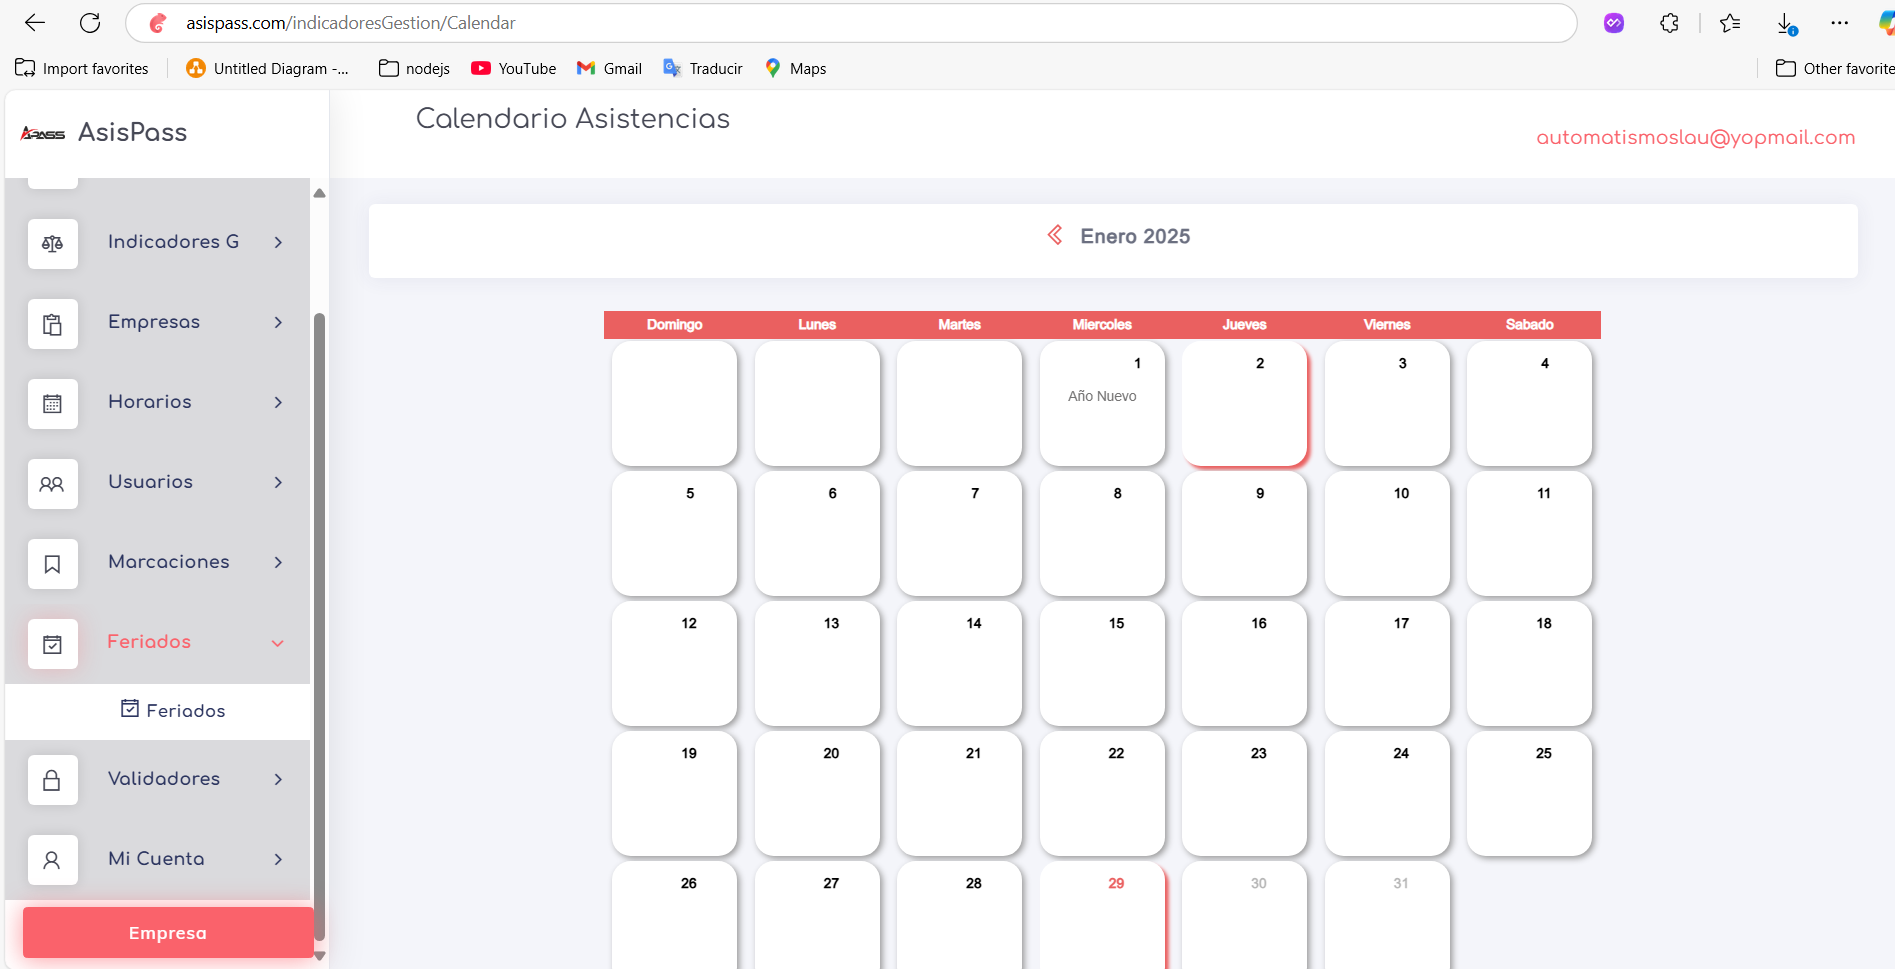 asispass.com/indicadoresGestion/Calendar
Import favorites
Untitled Diagram -...
nodejs
YouTube
Gmail
Traducir
Maps
Other favorite
APASS
AsisPass
Calendario Asistencias
automatismoslau@yopmail.com
Indicadores G
Empresas
Horarios
Usuarios
Marcaciones
Feriados
Feriados
Validadores
Mi Cuenta
Empresa
Enero 2025
Domingo Lunes Martes Miercoles Jueves Viernes Sabado
1 2 3 4
Año Nuevo
5 6 7 8 9 10 11
12 13 14 15 16 17 18
19 20 21 22 23 24 25
26 27 28 29 30 31